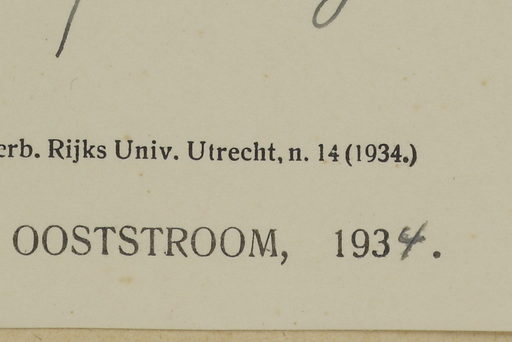 erb. Rijks Univ. Utrecht, n. 14 (1934.)
OOSTSTROOM, 1934.